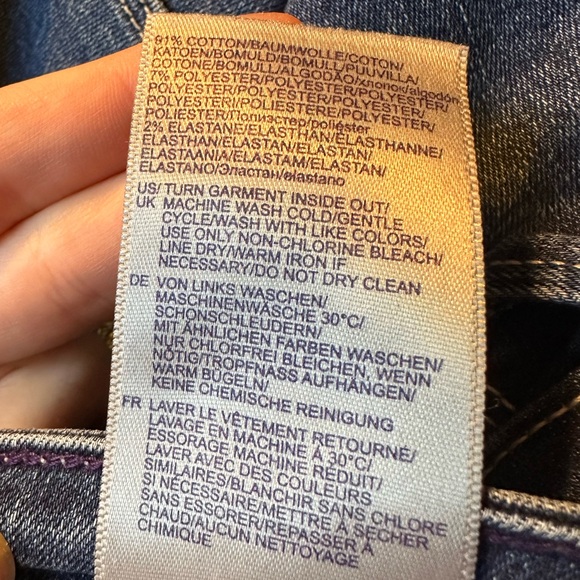 91% COTTON/BAUMWOLLE/COTON/
KATOEN/BOMULD/BOMULL/PUUVILLA/
COTONE/BOMULL/ALGODÃO/хлопок/algodón
7% POLYESTER/POLYESTER/POLYESTER/
POLYESTER/POLYESTER/POLYESTER/
POLYESTERI/POLIESTERE/POLYESTER/
POLIESTER/Полиэстер/poliéster
2% ELASTANE/ELASTHAN/ELASTHANNE/
ELASTHAN/ELASTAN/ELASTAN/
ELASTAANIA/ELASTAM/ELASTAN/
ELASTANO/Эластан/elastano
US/ TURN GARMENT INSIDE OUT/
UK MACHINE WASH COLD/GENTLE
CYCLE/WASH WITH LIKE COLORS/
USE ONLY NON-CHLORINE BLEACH/
LINE DRY/WARM IRON IF
NECESSARY/DO NOT DRY CLEAN
DE VON LINKS WASCHEN/
MASCHINENWÄSCHE 30°C/
SCHONSCHLEUDERN/
MIT ÄHNLICHEN FARBEN WASCHEN/
NUR CHLORFREI BLEICHEN, WENN
NÖTIG/TROPFNASS AUFHÄNGEN/
WARM BÜGELN/
KEINE CHEMISCHE REINIGUNG
FR LAVER LE VÊTEMENT RETOURNÉ/
LAVAGE EN MACHINE À 30°C/
ESSORAGE MACHINE RÉDUIT/
LAVER AVEC DES COULEURS
SIMILAIRES/BLANCHIR SANS CHLORE
SI NÉCESSAIRE/METTRE À SÉCHER
SANS ESSORER/REPASSER À
CHAUD/AUCUN NETTOYAGE
CHIMIQUE